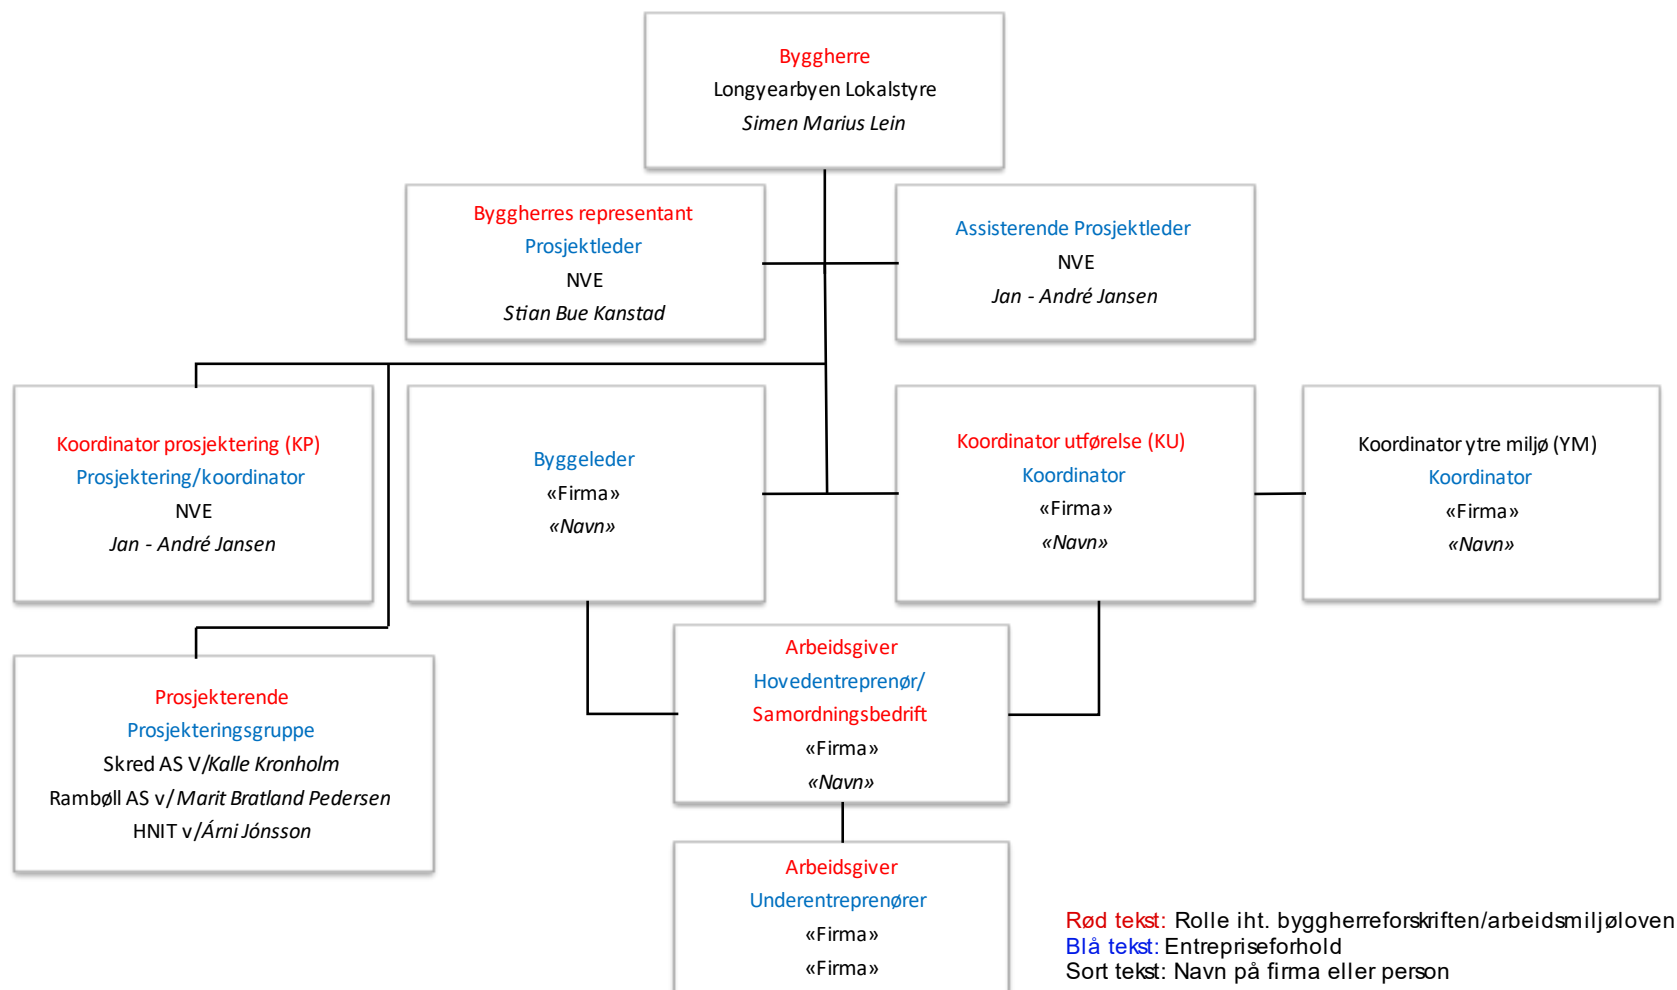 Byggherre
Longyearbyen Lokalstyre
Simen Marius Lein
Byggherres representant
Prosjektleder
NVE
Stian Bue Kanstad
Assisterende Prosjektleder
NVE
Jan - André Jansen
Koordinator prosjektering (KP)
Prosjektering/koordinator
NVE
Jan - André Jansen
Byggeleder
«Firma»
«Navn»
Koordinator utførelse (KU)
Koordinator
«Firma»
«Navn»
Koordinator ytre miljø (YM)
Koordinator
«Firma»
«Navn»
Prosjekterende
Prosjekteringsgruppe
Skred AS V/Kalle Kronholm
Rambøll AS v/Marit Bratland Pedersen
HNIT v/Árni Jónsson
Arbeidsgiver
Hovedentreprenør/
Samordningsbedrift
«Firma»
«Navn»
Arbeidsgiver
Underentreprenører
«Firma»
«Firma»
Rød tekst: Rolle iht. byggherreforskriften/arbeidsmiljøloven
Blå tekst: Entrepriseforhold
Sort tekst: Navn på firma eller person